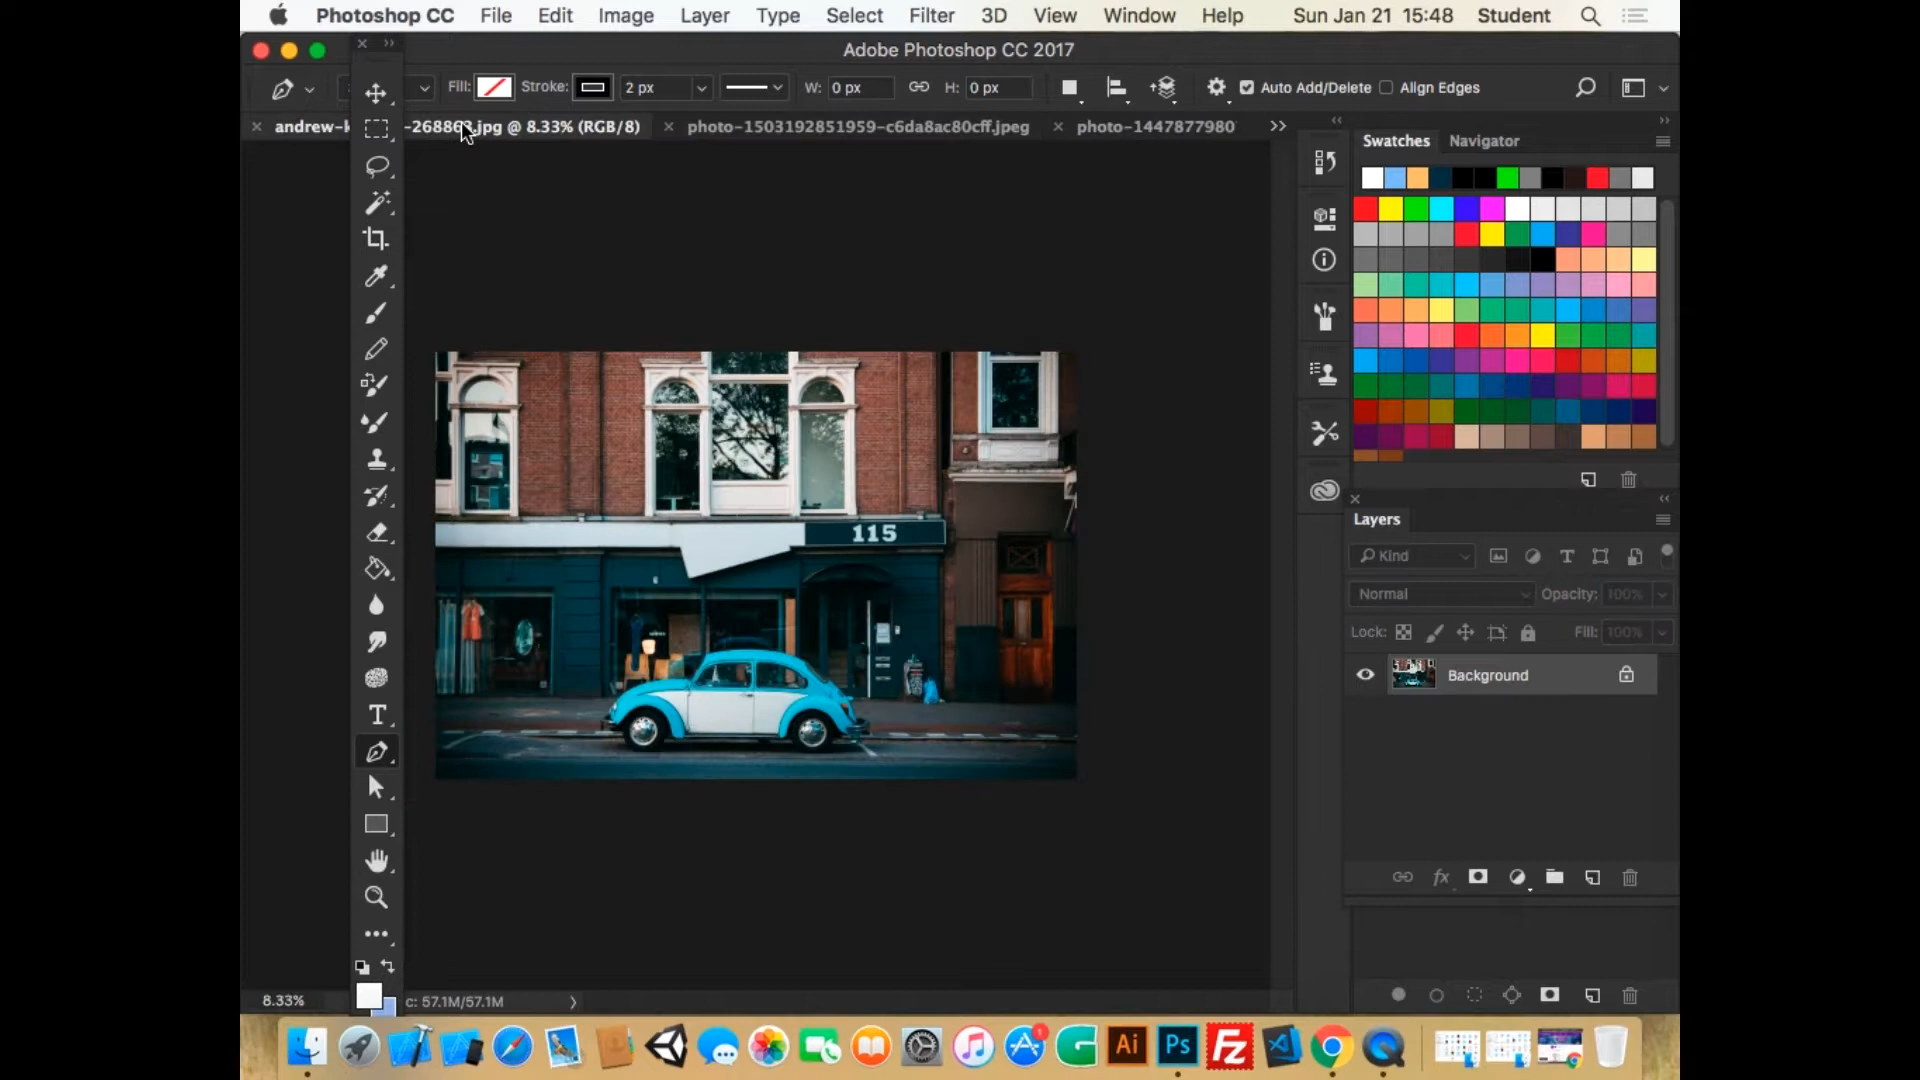 Photoshop CC File Edit Image Layer Type Select Filter 3D View Window Help Sun Jan 21 15:48 Student
Adobe Photoshop CC 2017
Fill: Stroke: 2 px W: 0 px H: 0 px Auto Add/Delete Align Edges
andrew-k -268863.jpg @ 8.33% (RGB/8) photo-1503192851959-c6da8ac80cff.jpeg photo-1447877980
Swatches Navigator
115
Layers
Kind
Normal Opacity: 100%
Lock: Fill: 100%
Background
8.33% c: 57.1M/57.1M
Ai Ps Fz